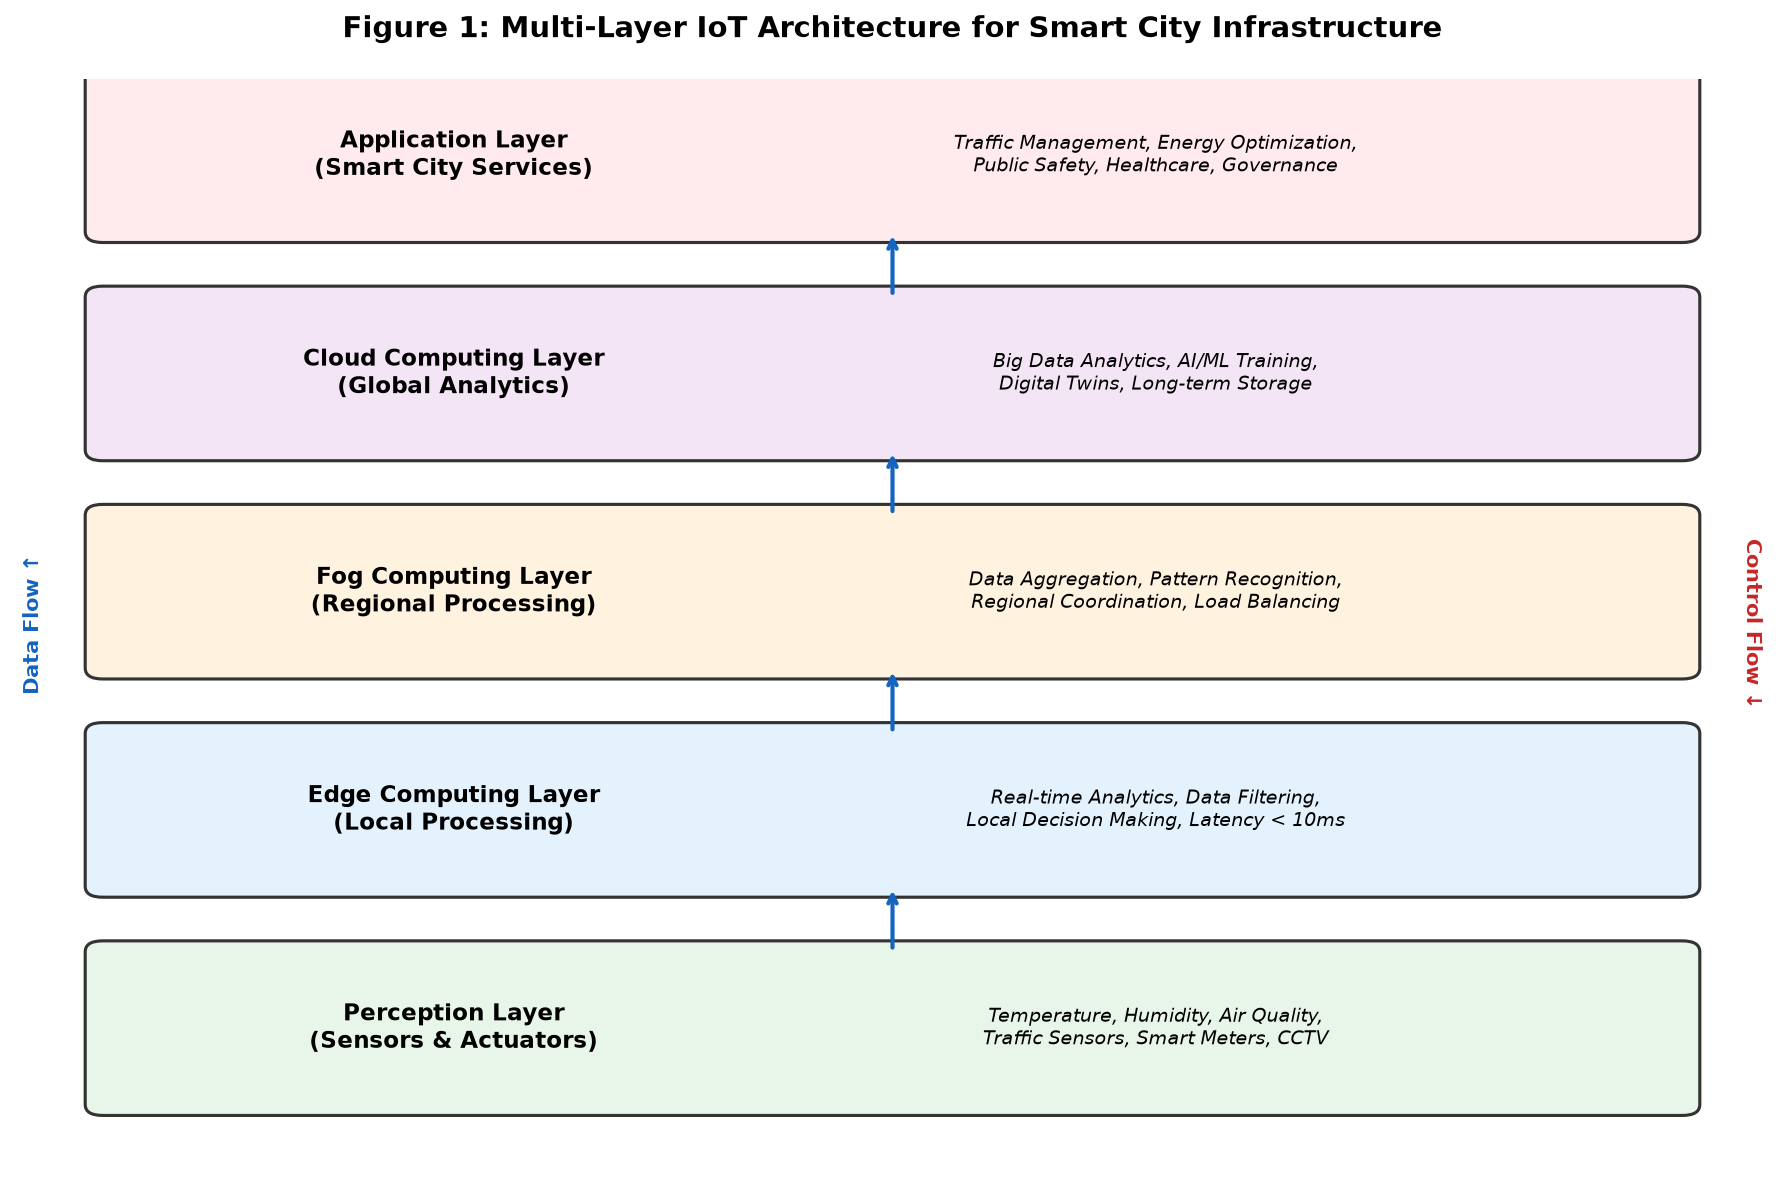 Figure 1: Multi-Layer IoT Architecture for Smart City Infrastructure
Application Layer
(Smart City Services)
Traffic Management, Energy Optimization,
Public Safety, Healthcare, Governance
Cloud Computing Layer
(Global Analytics)
Big Data Analytics, AI/ML Training,
Digital Twins, Long-term Storage
Fog Computing Layer
(Regional Processing)
Data Aggregation, Pattern Recognition,
Regional Coordination, Load Balancing
Data Flow ↑
Control Flow ↓
Edge Computing Layer
(Local Processing)
Real-time Analytics, Data Filtering,
Local Decision Making, Latency < 10ms
Perception Layer
(Sensors & Actuators)
Temperature, Humidity, Air Quality,
Traffic Sensors, Smart Meters, CCTV